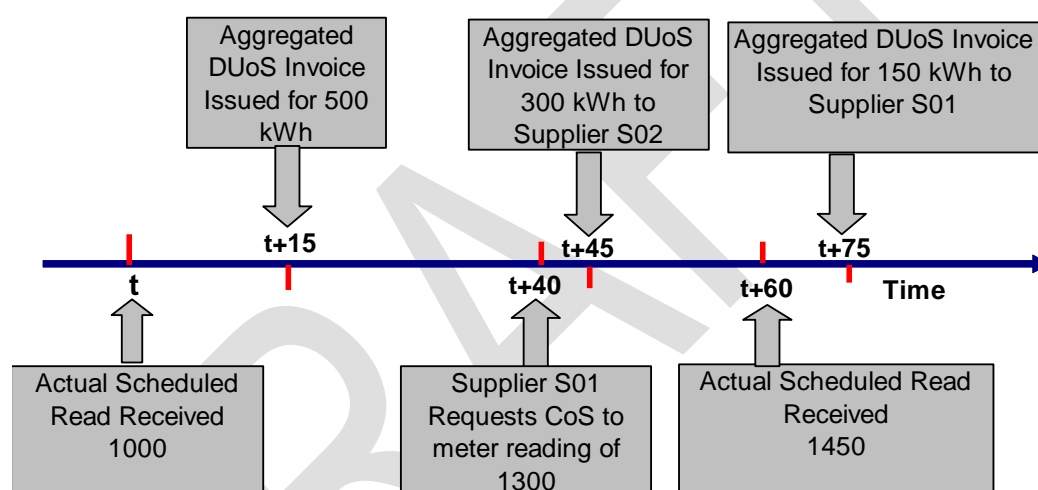 Aggregated
DUoS Invoice
Issued for 500
kWh
Aggregated DUoS
Invoice Issued for
300 kWh to
Supplier S02
Aggregated DUoS Invoice
Issued for 150 kWh to
Supplier S01
t+15
t+45
t+75
t
t+40
t+60
Time
Actual Scheduled
Read Received
1000
Supplier S01
Requests CoS to
meter reading of
1300
Actual Scheduled Read
Received
1450